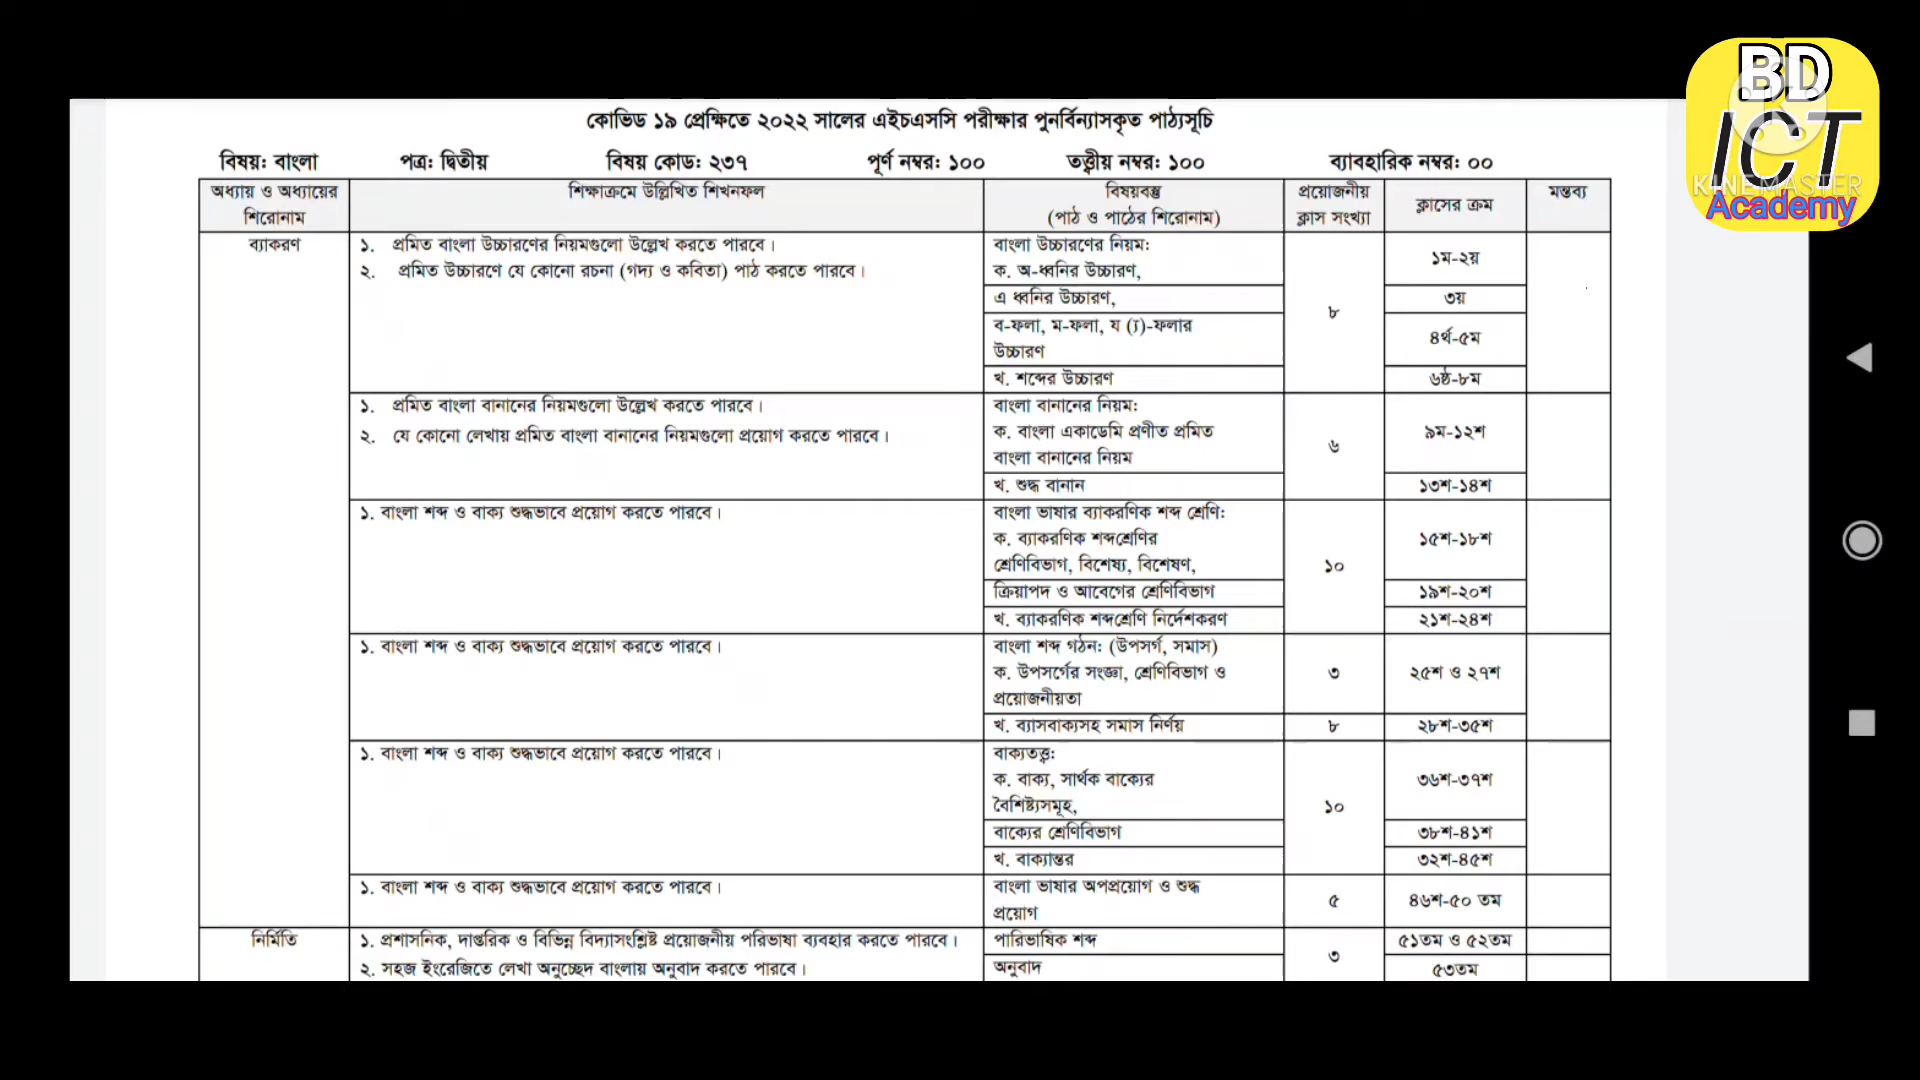 BD
ICT
KINEMASTER
Academy
কোভিড ১৯ প্রেক্ষিতে ২০২২ সালের এইচএসসি পরীক্ষার পুনর্বিন্যাসকৃত পাঠ্যসূচি
বিষয়: বাংলা পত্র: দ্বিতীয় বিষয় কোড: ২৩৭ পূর্ণ নম্বর: ১০০ তত্ত্বীয় নম্বর: ১০০ ব্যাবহারিক নম্বর: ০০
অধ্যায় ও অধ্যায়ের শিক্ষাক্রমে উল্লিখিত শিখনফল বিষয়বস্তু প্রয়োজনীয় ক্লাসের ক্রম মন্তব্য
শিরোনাম (পাঠ ও পাঠের শিরোনাম) ক্লাস সংখ্যা
ব্যাকরণ ১. প্রমিত বাংলা উচ্চারণের নিয়মগুলো উল্লেখ করতে পারবে। বাংলা উচ্চারণের নিয়ম: ১ম-২য়
২. প্রমিত উচ্চারণে যে কোনো রচনা (গদ্য ও কবিতা) পাঠ করতে পারবে। ক. অ-ধ্বনির উচ্চারণ,
এ ধ্বনির উচ্চারণ, ৮ ৩য়
ব-ফলা, ম-ফলা, য (্য)-ফলার ৪র্থ-৫ম
উচ্চারণ
খ. শব্দের উচ্চারণ ৬ষ্ঠ-৮ম
১. প্রমিত বাংলা বানানের নিয়মগুলো উল্লেখ করতে পারবে। বাংলা বানানের নিয়ম:
২. যে কোনো লেখায় প্রমিত বাংলা বানানের নিয়মগুলো প্রয়োগ করতে পারবে। ক. বাংলা একাডেমি প্রণীত প্রমিত ৬ ৯ম-১২শ
বাংলা বানানের নিয়ম
খ. শুদ্ধ বানান ১৩শ-১৪শ
১. বাংলা শব্দ ও বাক্য শুদ্ধভাবে প্রয়োগ করতে পারবে। বাংলা ভাষার ব্যাকরণিক শব্দ শ্রেণি:
ক. ব্যাকরণিক শব্দশ্রেণির ১৫শ-১৮শ
শ্রেণিবিভাগ, বিশেষ্য, বিশেষণ, ১০
ক্রিয়াপদ ও আবেগের শ্রেণিবিভাগ ১৯শ-২০শ
খ. ব্যাকরণিক শব্দশ্রেণি নির্দেশকরণ ২১শ-২৪শ
১. বাংলা শব্দ ও বাক্য শুদ্ধভাবে প্রয়োগ করতে পারবে। বাংলা শব্দ গঠন: (উপসর্গ, সমাস)
ক. উপসর্গের সংজ্ঞা, শ্রেণিবিভাগ ও ৩ ২৫শ ও ২৭শ
প্রয়োজনীয়তা
খ. ব্যাসবাক্যসহ সমাস নির্ণয় ৮ ২৮শ-৩৫শ
১. বাংলা শব্দ ও বাক্য শুদ্ধভাবে প্রয়োগ করতে পারবে। বাক্যতত্ত্ব:
ক. বাক্য, সার্থক বাক্যের ৩৬শ-৩৭শ
বৈশিষ্ট্যসমূহ, ১০
বাক্যের শ্রেণিবিভাগ ৩৮শ-৪১শ
খ. বাক্যান্তর ৩২শ-৪৫শ
১. বাংলা শব্দ ও বাক্য শুদ্ধভাবে প্রয়োগ করতে পারবে। বাংলা ভাষার অপপ্রয়োগ ও শুদ্ধ ৫ ৪৬শ-৫০ তম
প্রয়োগ
নির্মিতি ১. প্রশাসনিক, দাপ্তরিক ও বিভিন্ন বিদ্যাসংশ্লিষ্ট প্রয়োজনীয় পরিভাষা ব্যবহার করতে পারবে। পারিভাষিক শব্দ ৩ ৫১তম ও ৫২তম
২. সহজ ইংরেজিতে লেখা অনুচ্ছেদ বাংলায় অনুবাদ করতে পারবে। অনুবাদ ৫৩তম